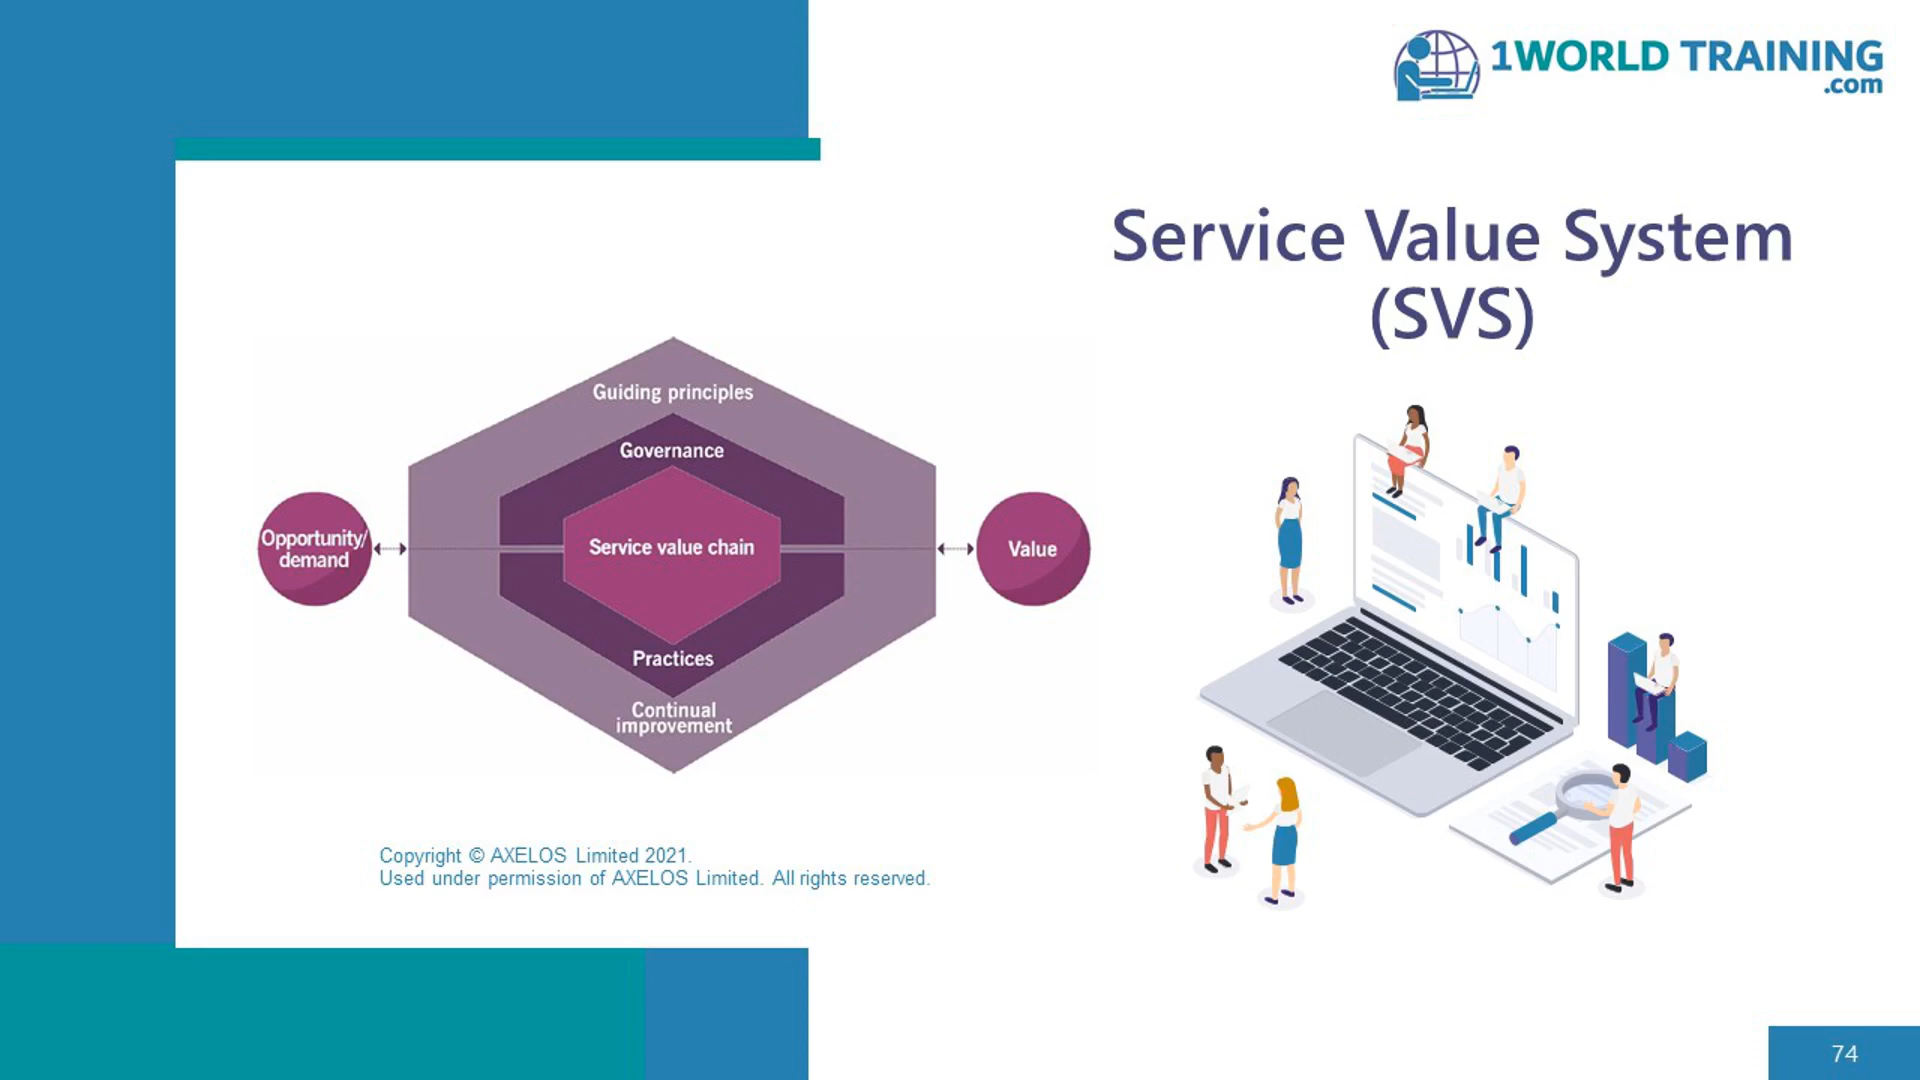 1WORLD TRAINING
.com
Service Value System
(SVS)
Guiding principles
Governance
Opportunity/
demand
Service value chain
Value
Practices
Continual
improvement
Copyright © AXELOS Limited 2021.
Used under permission of AXELOS Limited. All rights reserved.
74